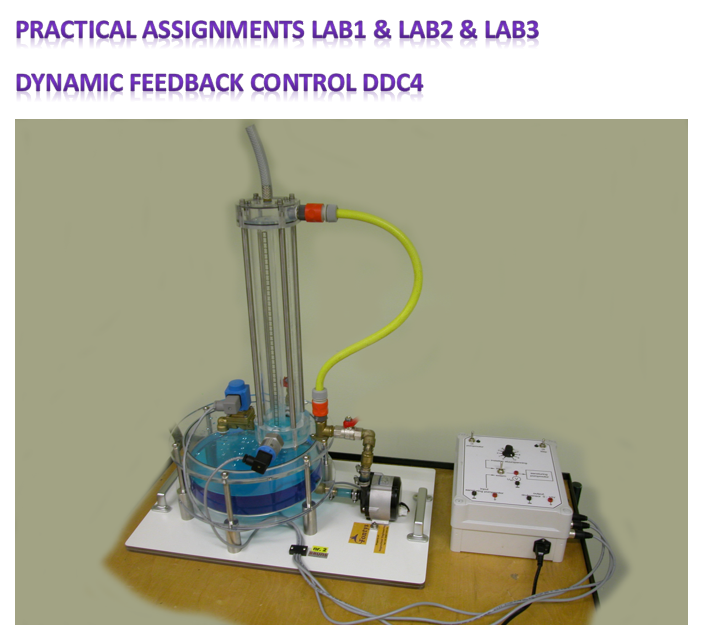 PRACTICAL ASSIGNMENTS LAB1 & LAB2 & LAB3
DYNAMIC FEEDBACK CONTROL DDC4